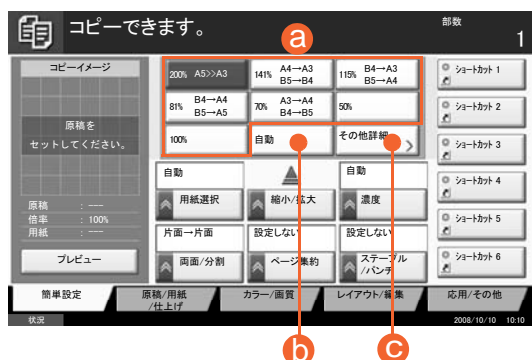 コピーできます。
部数
1
a
コピーイメージ
原稿を
セットしてください。
原稿 : ---
倍率 : 100%
用紙 : ---
プレビュー
200% A5>>A3
141% A4→A3
B5→B4
115% B4→A3
B5→A4
81% B4→A4
B5→A5
70% A3→A4
B4→B5
50%
100%
自動
その他詳細
自動
自動
用紙選択
縮小/拡大
濃度
片面→片面
設定しない
設定しない
両面/分割
ページ集約
ステープル
/パンチ
ショートカット 1
ショートカット 2
ショートカット 3
ショートカット 4
ショートカット 5
ショートカット 6
簡単設定
原稿/用紙
/仕上げ
カラー/画質
レイアウト/編集
応用/その他
状況
2008/10/10 10:10
b
c